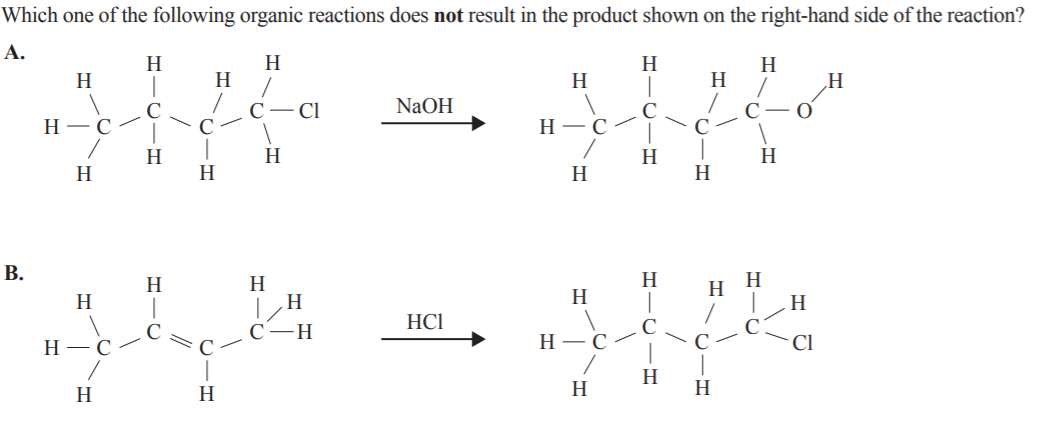 Which one of the following organic reactions does not result in the product shown on the right-hand side of the reaction?
A.
H H H H H H H H H
H — C C C C — Cl NaOH H — C C C C — O
H H H H H H H H
B.
H H H H H H H H H
H — C C C C — H HCl H — C C C C Cl
H H H H H